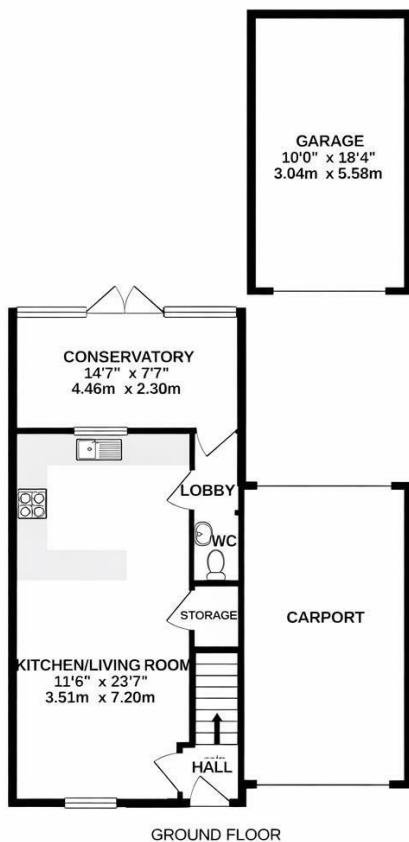 GARAGE
10'0" x 18'4"
3.04m x 5.58m
CONSERVATORY
14'7" x 7'7"
4.46m x 2.30m
LOBBY
WC
STORAGE
CARPORT
KITCHEN/LIVING ROOM
11'6" x 23'7"
3.51m x 7.20m
HALL
GROUND FLOOR